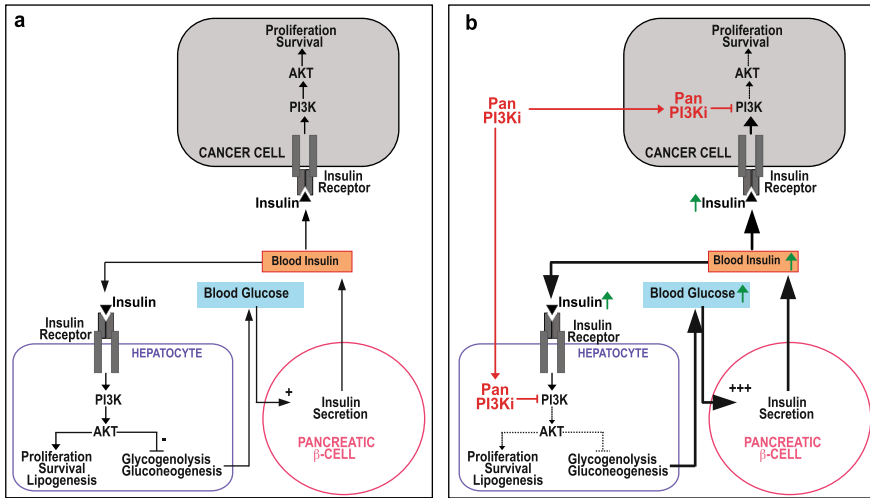 a
Proliferation
Survival
AKT
PI3K
CANCER CELL
Insulin
Receptor
Insulin
Blood Insulin
Blood Glucose
Insulin
Insulin
Receptor
HEPATOCYTE
PI3K
AKT
-
Proliferation
Survival
Lipogenesis
Glycogenolysis
Gluconeogenesis
+
Insulin
Secretion
PANCREATIC
β-CELL
b
Proliferation
Survival
AKT
Pan
PI3Ki
Pan
PI3Ki
PI3K
CANCER CELL
Insulin
Receptor
Insulin
Blood Insulin
Blood Glucose
Insulin
Insulin
Receptor
HEPATOCYTE
Pan
PI3Ki
PI3K
AKT
Proliferation
Survival
Lipogenesis
Glycogenolysis
Gluconeogenesis
+++
Insulin
Secretion
PANCREATIC
β-CELL